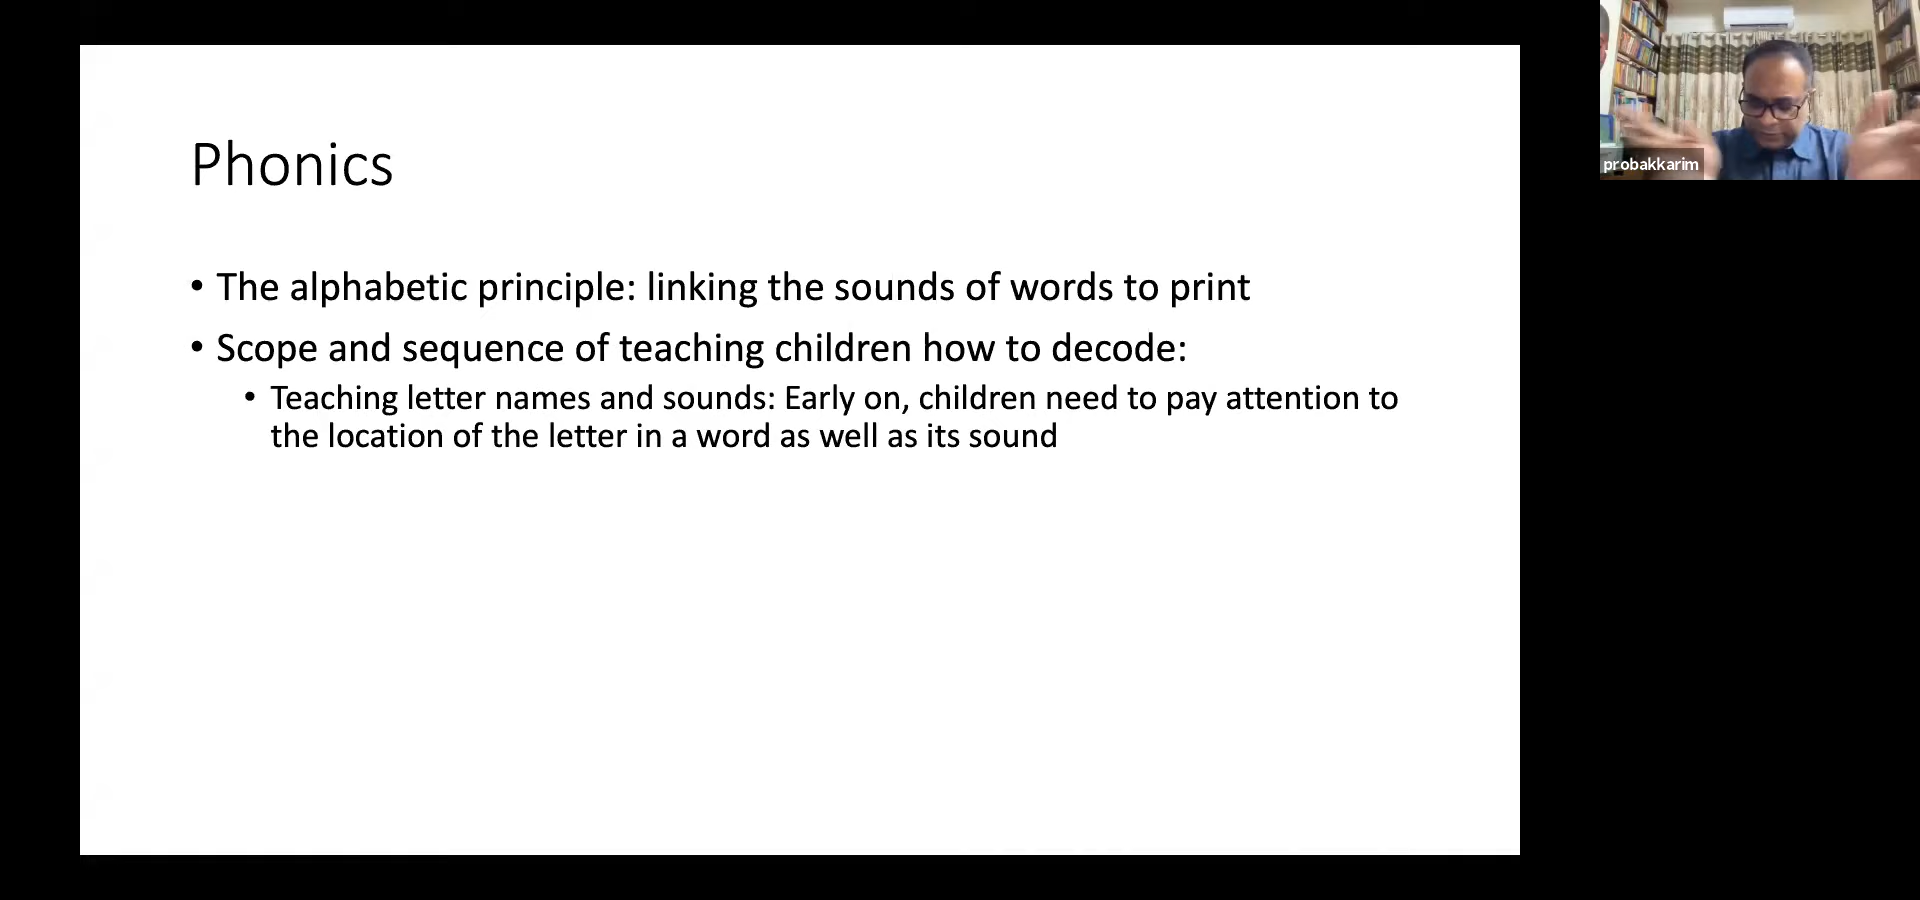 Phonics
• The alphabetic principle: linking the sounds of words to print
• Scope and sequence of teaching children how to decode:
• Teaching letter names and sounds: Early on, children need to pay attention to
the location of the letter in a word as well as its sound
probakkarim